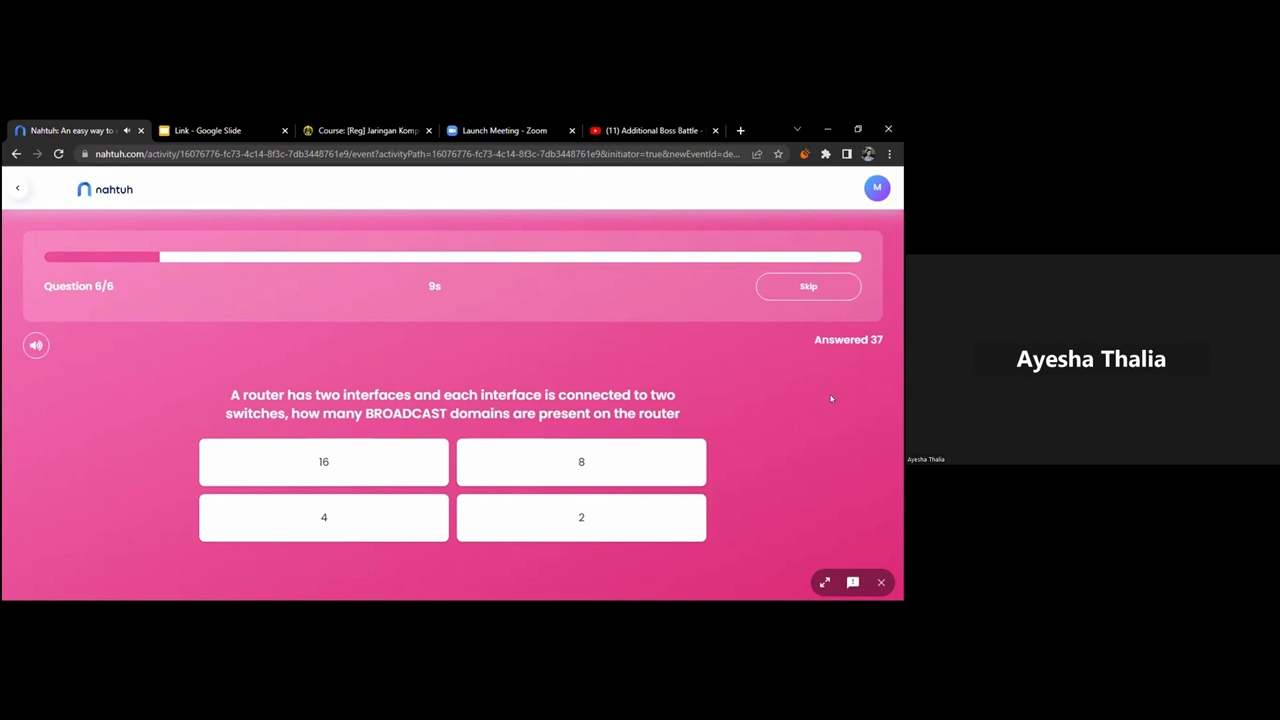 Nahtuh: An easy way to a
Link - Google Slide
Course: [Reg] Jaringan Komp
Launch Meeting - Zoom
(11) Additional Boss Battle -
nahtuh.com/activity/16076776-fc73-4c14-8f3c-7db3448761e9/event?activityPath=16076776-fc73-4c14-8f3c-7db3448761e9&initiator=true&newEventId=de...
nahtuh
M
Question 6/6
9s
Skip
Answered 37
A router has two interfaces and each interface is connected to two
switches, how many BROADCAST domains are present on the router
16
8
4
2
Ayesha Thalia
Ayesha Thalia